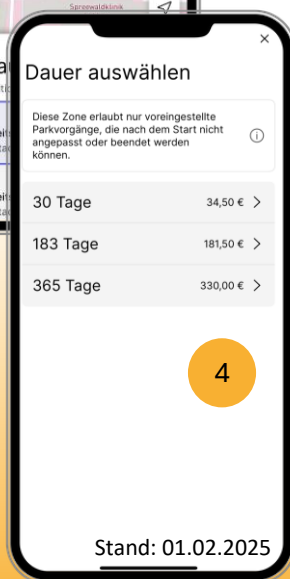 Spreewaldklinik
Dauer auswählen
Diese Zone erlaubt nur voreingestellte
Parkvorgänge, die nach dem Start nicht
angepasst oder beendet werden
können.
30 Tage 34,50 €
183 Tage 181,50 €
365 Tage 330,00 €
4
Stand: 01.02.2025